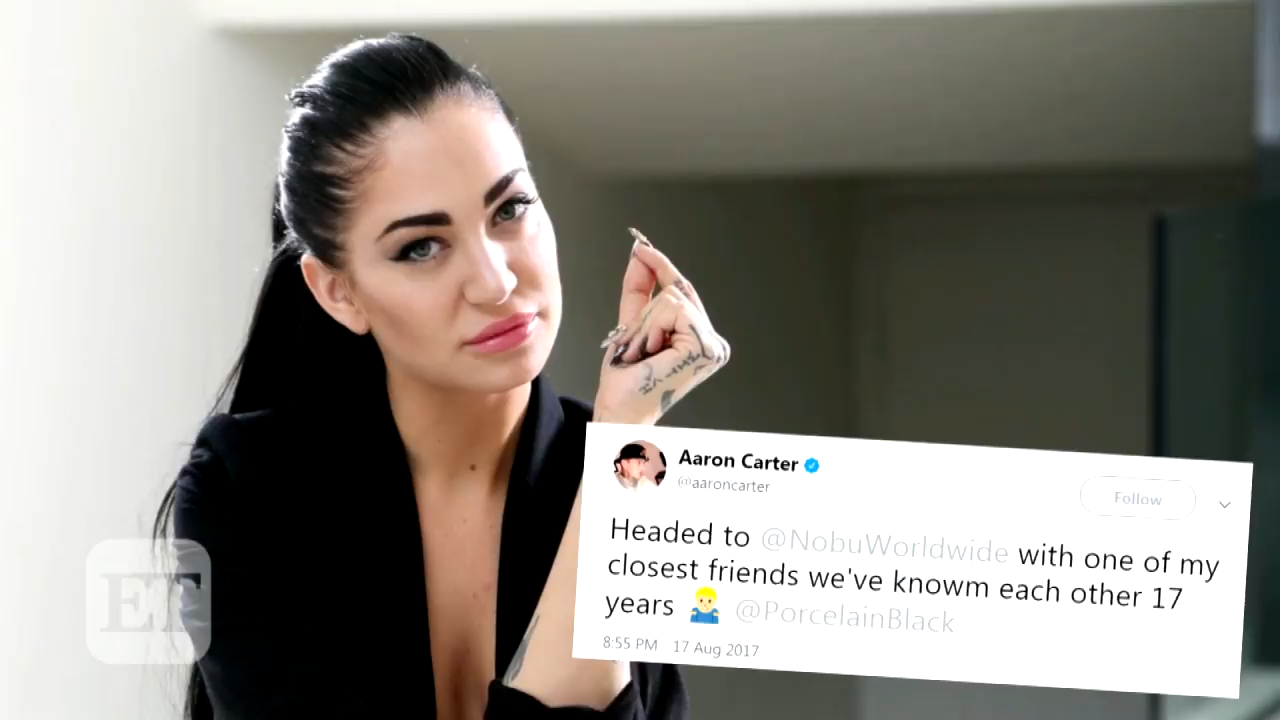 Aaron Carter
@aaroncarter
Follow
Headed to @NobuWorldwide with one of my
closest friends we've knowm each other 17
years @PorcelainBlack
8:55 PM 17 Aug 2017
ET